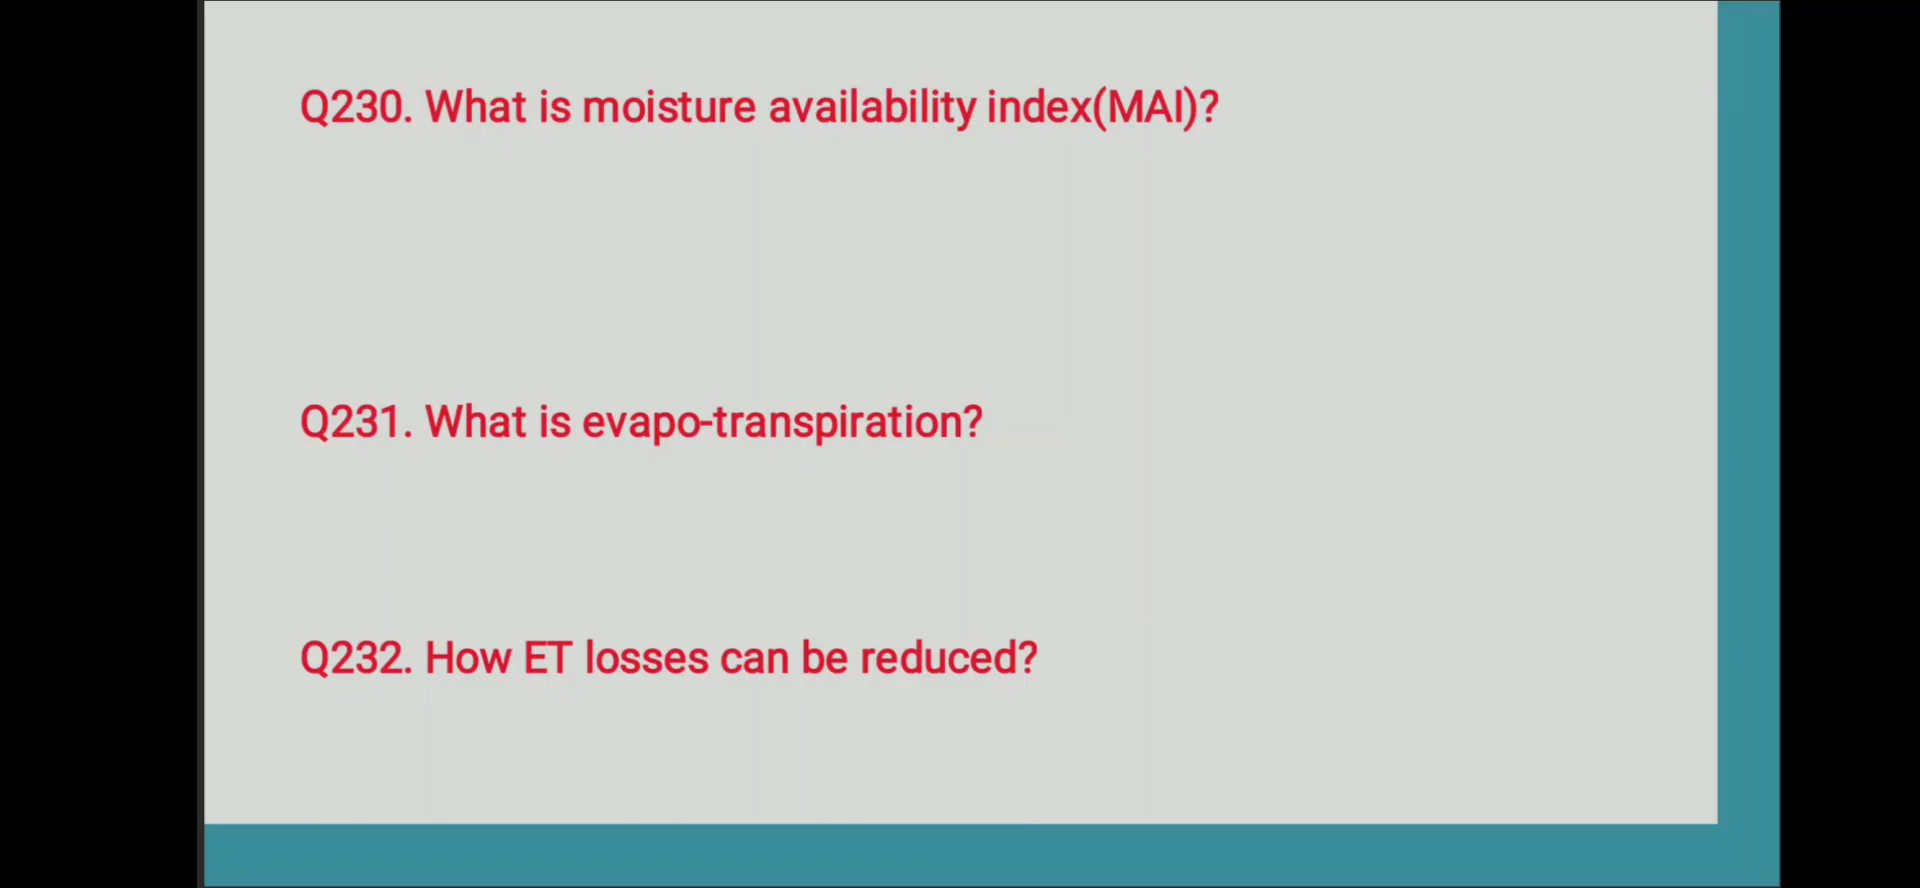 Q230. What is moisture availability index(MAI)?
Q231. What is evapo-transpiration?
Q232. How ET losses can be reduced?